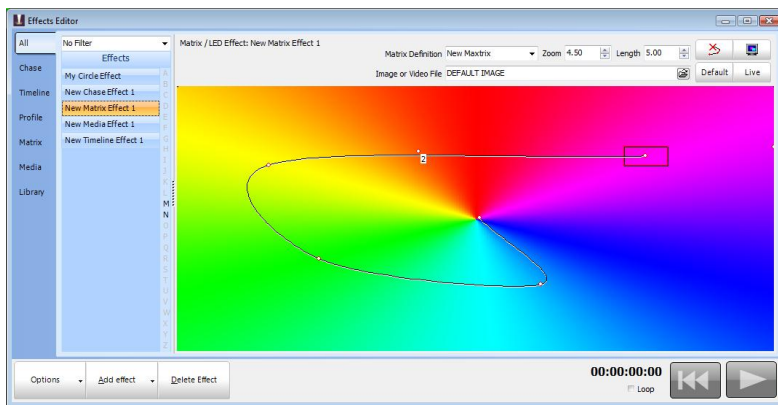 Effects Editor
All
Chase
Timeline
Profile
Matrix
Media
Library
No Filter
Effects
My Circle Effect
New Chase Effect 1
New Matrix Effect 1
New Media Effect 1
New Timeline Effect 1
A
B
C
D
E
F
G
H
I
J
K
L
M
N
O
P
Q
R
S
T
U
V
W
X
Y
Z
Matrix / LED Effect: New Matrix Effect 1
Matrix Definition New Maxtrix Zoom 4.50 Length 5.00
Image or Video File DEFAULT IMAGE Default Live
2
Options Add effect Delete Effect
00:00:00:00
Loop